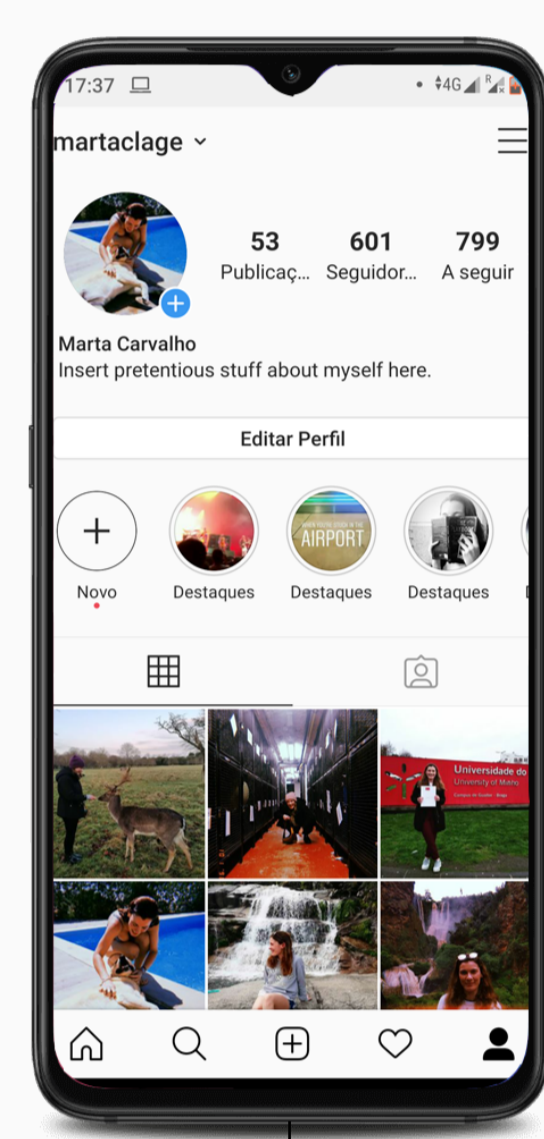 17:37 4G R
martaclage
53 601 799
Publicaç... Seguidor... A seguir
Marta Carvalho
Insert pretentious stuff about myself here.
Editar Perfil
AIRPORT
Novo Destaques Destaques Destaques
Universidade do
University of Minho